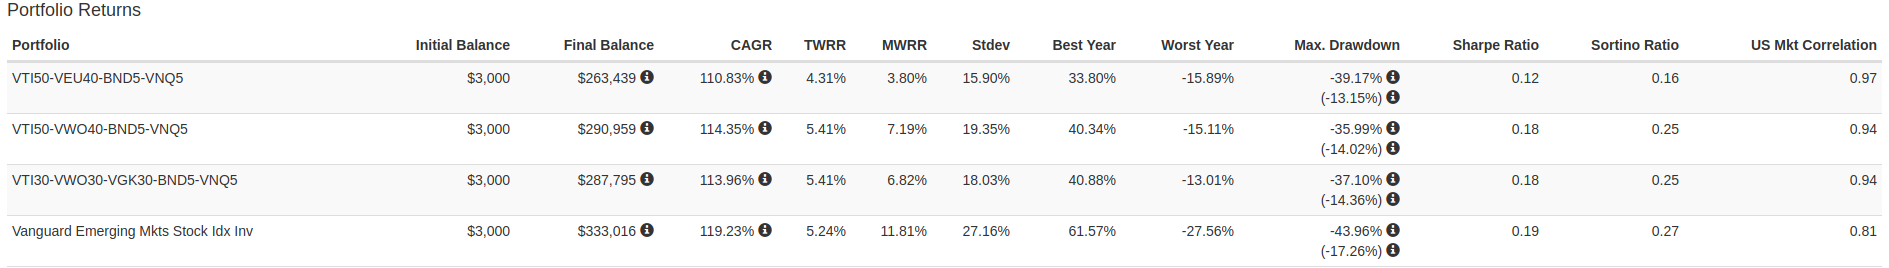 Portfolio Returns
Portfolio Initial Balance Final Balance CAGR TWRR MWRR Stdev Best Year Worst Year Max. Drawdown Sharpe Ratio Sortino Ratio US Mkt Correlation
VTI50-VEU40-BND5-VNQ5 $3,000 $263,439 110.83% 4.31% 3.80% 15.90% 33.80% -15.89% -39.17% 0.12 0.16 0.97
(-13.15%)
VTI50-VWO40-BND5-VNQ5 $3,000 $290,959 114.35% 5.41% 7.19% 19.35% 40.34% -15.11% -35.99% 0.18 0.25 0.94
(-14.02%)
VTI30-VWO30-VGK30-BND5-VNQ5 $3,000 $287,795 113.96% 5.41% 6.82% 18.03% 40.88% -13.01% -37.10% 0.18 0.25 0.94
(-14.36%)
Vanguard Emerging Mkts Stock Idx Inv $3,000 $333,016 119.23% 5.24% 11.81% 27.16% 61.57% -27.56% -43.96% 0.19 0.27 0.81
(-17.26%)